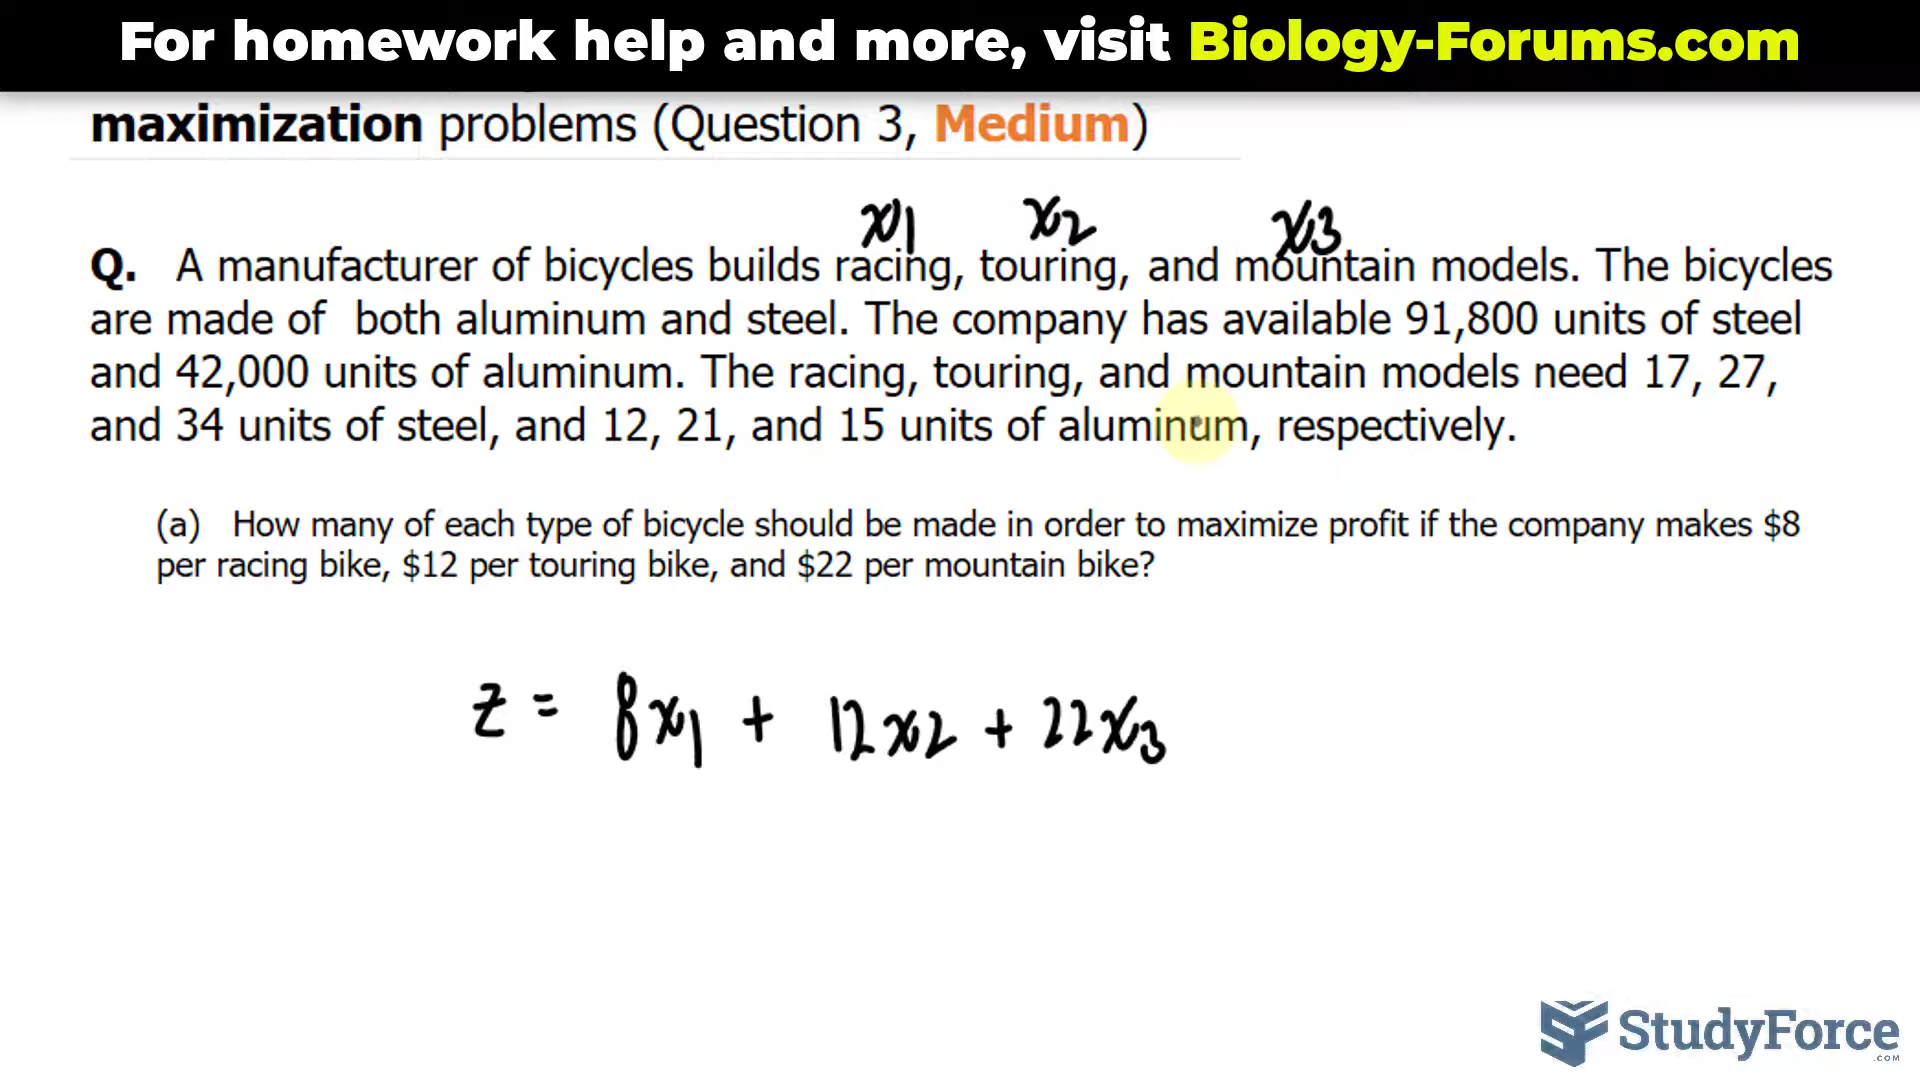 For homework help and more, visit Biology-Forums.com
maximization problems (Question 3, Medium)
x1 x2 x3
Q. A manufacturer of bicycles builds racing, touring, and mountain models. The bicycles
are made of both aluminum and steel. The company has available 91,800 units of steel
and 42,000 units of aluminum. The racing, touring, and mountain models need 17, 27,
and 34 units of steel, and 12, 21, and 15 units of aluminum, respectively.
(a) How many of each type of bicycle should be made in order to maximize profit if the company makes $8
per racing bike, $12 per touring bike, and $22 per mountain bike?
z = 8x1 + 12x2 + 22x3
StudyForce
.COM